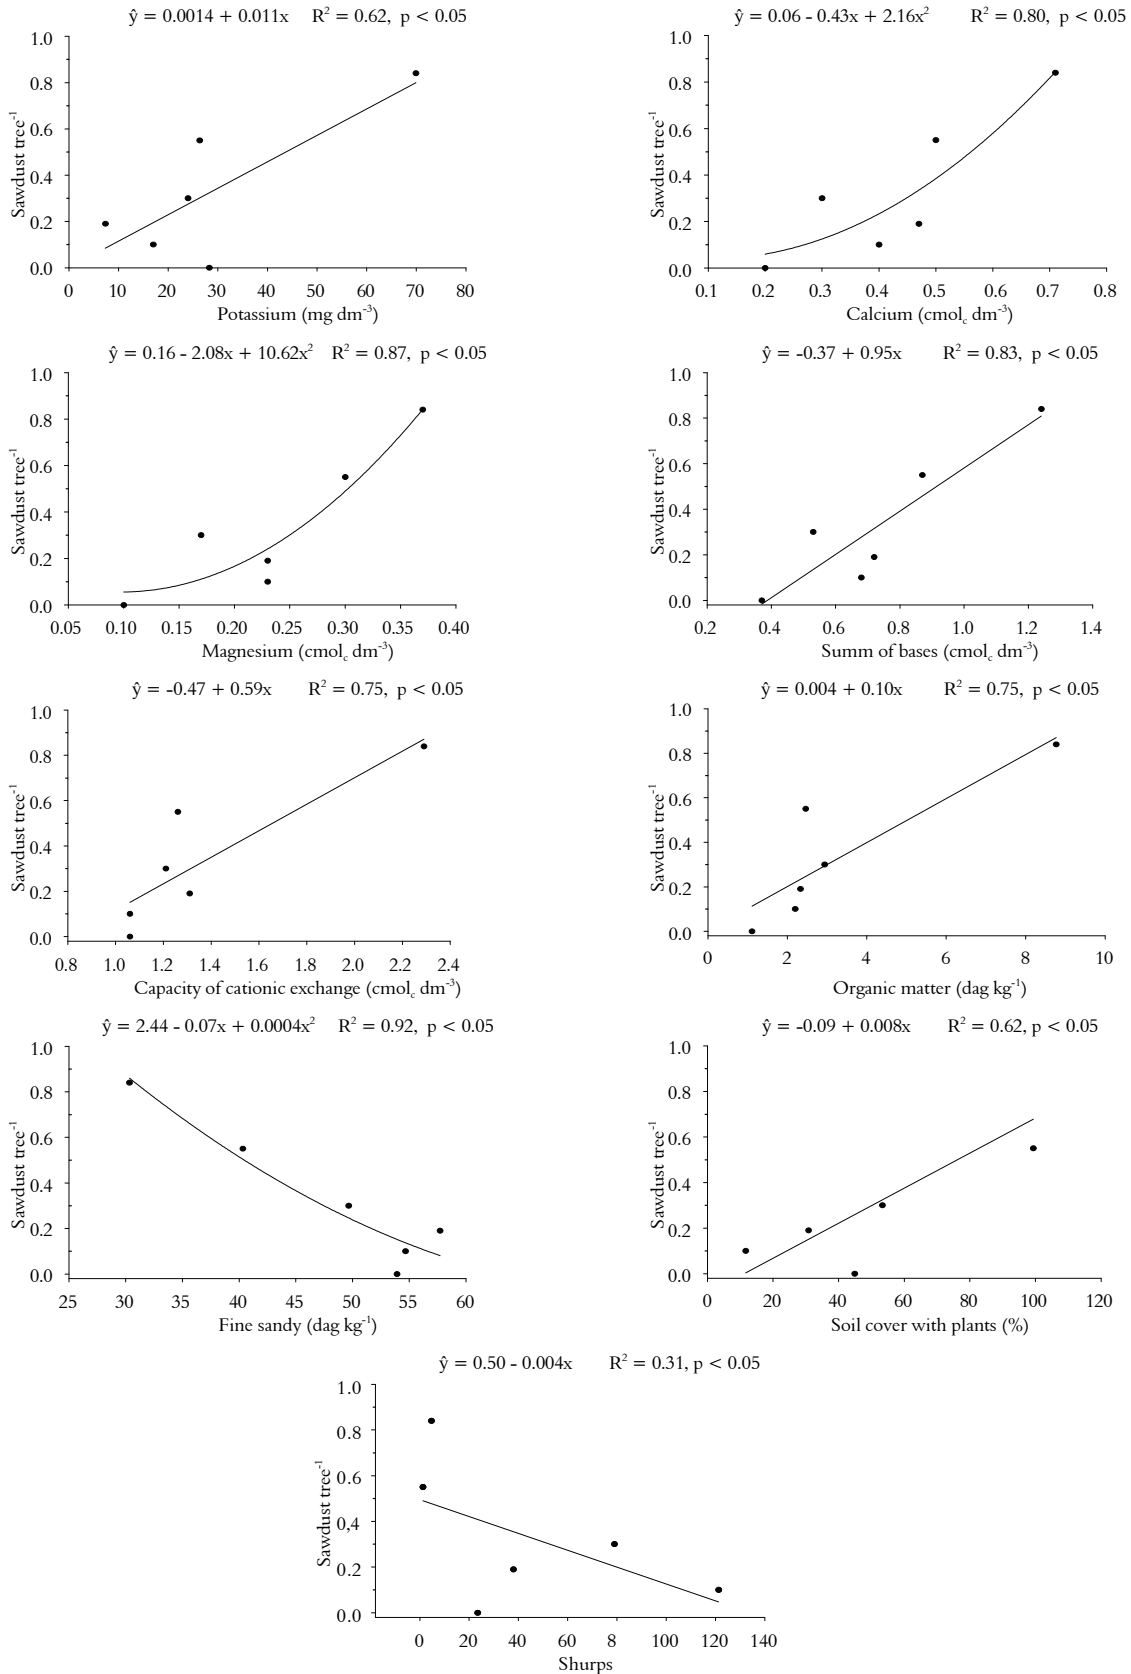 ŷ = 0.0014 + 0.011x R² = 0.62, p < 0.05
1.0
0.8
0.6
0.4
0.2
0.0
Sawdust tree⁻¹
0 10 20 30 40 50 60 70 80
Potassium (mg dm⁻³)
ŷ = 0.06 - 0.43x + 2.16x² R² = 0.80, p < 0.05
1.0
0.8
0.6
0.4
0.2
0.0
Sawdust tree⁻¹
0.1 0.2 0.3 0.4 0.5 0.6 0.7 0.8
Calcium (cmol꜀ dm⁻³)
ŷ = 0.16 - 2.08x + 10.62x² R² = 0.87, p < 0.05
1.0
0.8
0.6
0.4
0.2
0.0
Sawdust tree⁻¹
0.05 0.10 0.15 0.20 0.25 0.30 0.35 0.40
Magnesium (cmol꜀ dm⁻³)
ŷ = -0.37 + 0.95x R² = 0.83, p < 0.05
1.0
0.8
0.6
0.4
0.2
0.0
Sawdust tree⁻¹
0.2 0.4 0.6 0.8 1.0 1.2 1.4
Summ of bases (cmol꜀ dm⁻³)
ŷ = -0.47 + 0.59x R² = 0.75, p < 0.05
1.0
0.8
0.6
0.4
0.2
0.0
Sawdust tree⁻¹
0.8 1.0 1.2 1.4 1.6 1.8 2.0 2.2 2.4
Capacity of cationic exchange (cmol꜀ dm⁻³)
ŷ = 0.004 + 0.10x R² = 0.75, p < 0.05
1.0
0.8
0.6
0.4
0.2
0.0
Sawdust tree⁻¹
0 2 4 6 8 10
Organic matter (dag kg⁻¹)
ŷ = 2.44 - 0.07x + 0.0004x² R² = 0.92, p < 0.05
1.0
0.8
0.6
0.4
0.2
0.0
Sawdust tree⁻¹
25 30 35 40 45 50 55 60
Fine sandy (dag kg⁻¹)
ŷ = -0.09 + 0.008x R² = 0.62, p < 0.05
1.0
0.8
0.6
0.4
0.2
0.0
Sawdust tree⁻¹
0 20 40 60 80 100 120
Soil cover with plants (%)
ŷ = 0.50 - 0.004x R² = 0.31, p < 0.05
1.0
0.8
0.6
0.4
0.2
0.0
Sawdust tree⁻¹
0 20 40 60 8 100 120 140
Shurps